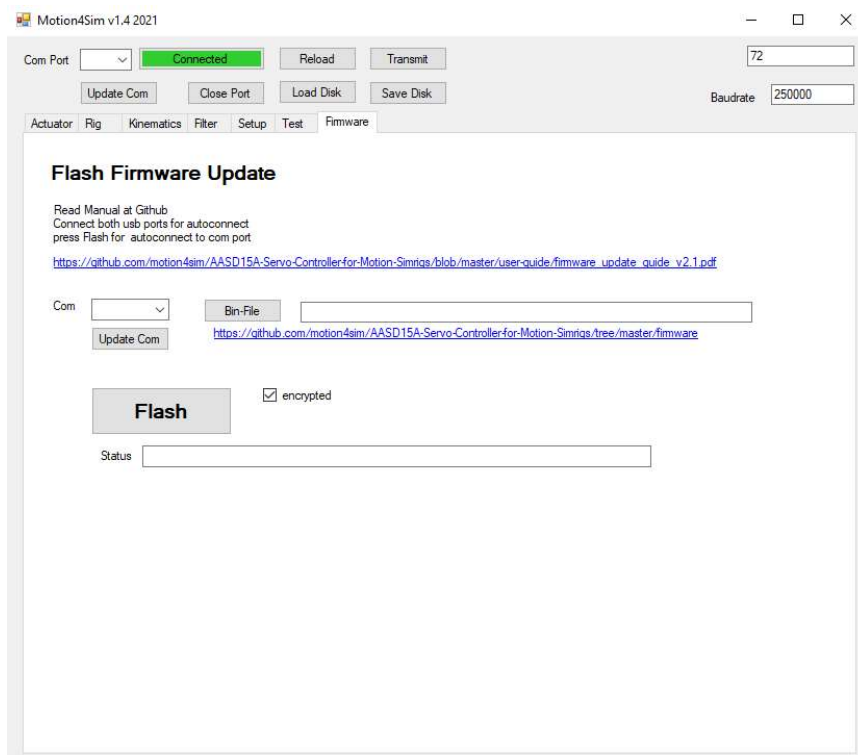 Motion4Sim v1.4 2021
Com Port Connected Reload Transmit 72
Update Com Close Port Load Disk Save Disk Baudrate 250000
Actuator Rig Kinematics Filter Setup Test Firmware
Flash Firmware Update
Read Manual at Github
Connect both usb ports for autoconnect
press Flash for autoconnect to com port
https://github.com/motion4sim/AASD15A-Servo-Controller-for-Motion-Simrigs/blob/master/user-guide/firmware_update_guide_v2.1.pdf
Com Bin-File
Update Com https://github.com/motion4sim/AASD15A-Servo-Controller-for-Motion-Simrigs/tree/master/firmware
Flash encrypted
Status